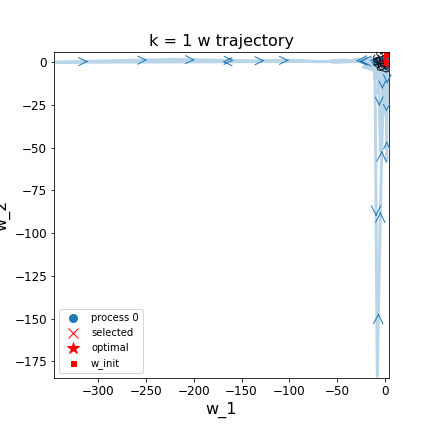 k = 1 w trajectory
0
−25
−50
−75
−100
−125
−150
−175
w_2
process 0
selected
optimal
w_init
−300
−250
−200
−150
−100
−50
0
w_1